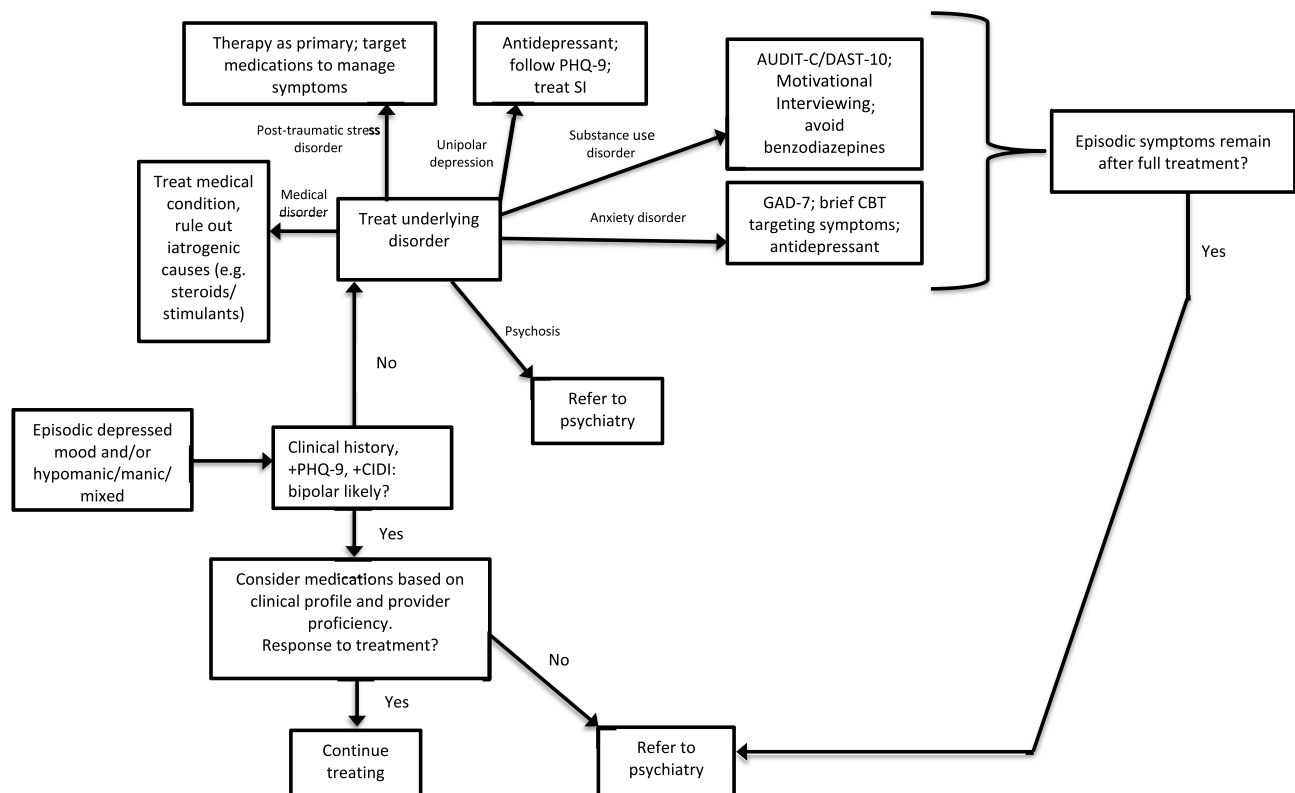 Therapy as primary; target
medications to manage
symptoms
Antidepressant;
follow PHQ-9;
treat SI
AUDIT-C/DAST-10;
Motivational
Interviewing;
avoid
benzodiazepines
Episodic symptoms remain
after full treatment?
Post-traumatic stress
disorder
Unipolar
depression
Substance use
disorder
Treat medical
condition,
rule out
iatrogenic
causes (e.g.
steroids/
stimulants)
Medical
disorder
Treat underlying
disorder
Anxiety disorder
GAD-7; brief CBT
targeting symptoms;
antidepressant
Yes
Psychosis
No
Refer to
psychiatry
Episodic depressed
mood and/or
hypomanic/manic/
mixed
Clinical history,
+PHQ-9, +CIDI:
bipolar likely?
Yes
Consider medications based on
clinical profile and provider
proficiency.
Response to treatment?
No
Yes
Continue
treating
Refer to
psychiatry